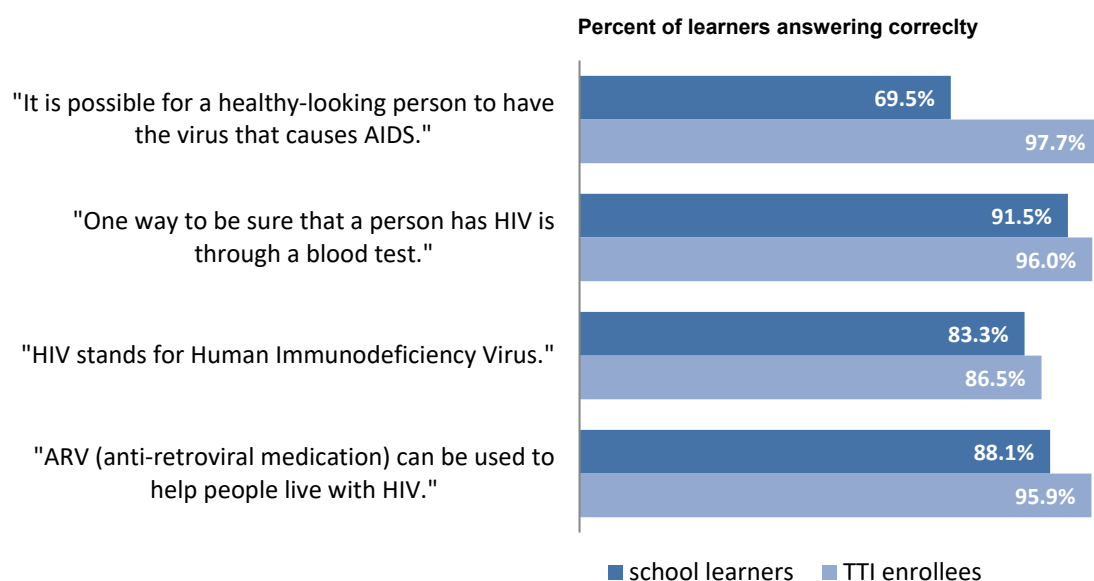 Percent of learners answering correclty
"It is possible for a healthy-looking person to have
the virus that causes AIDS."
69.5%
97.7%
"One way to be sure that a person has HIV is
through a blood test."
91.5%
96.0%
"HIV stands for Human Immunodeficiency Virus."
83.3%
86.5%
"ARV (anti-retroviral medication) can be used to
help people live with HIV."
88.1%
95.9%
school learners TTI enrollees